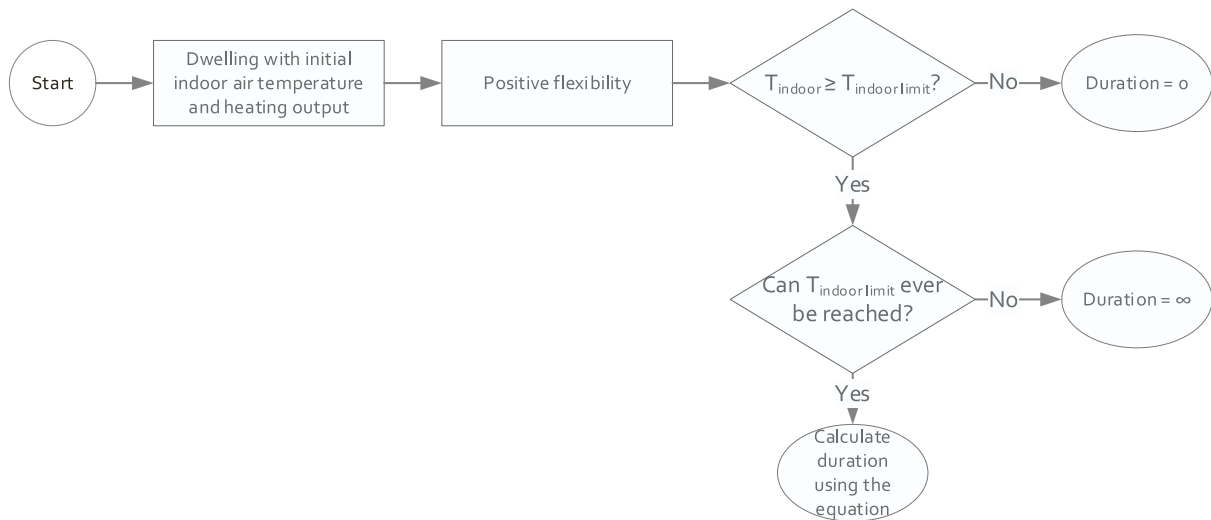 Start
Dwelling with initial
indoor air temperature
and heating output
Positive flexibility
Tindoor ≥ Tindoor limit?
No
Duration = 0
Yes
Can Tindoor limit ever
be reached?
No
Duration = ∞
Yes
Calculate
duration
using the
equation